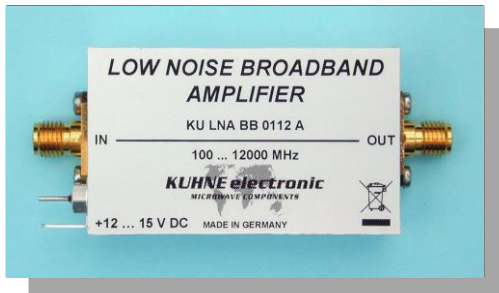 LOW NOISE BROADBAND
AMPLIFIER
KU LNA BB 0112 A
IN
OUT
100 ... 12000 MHz
KUHNE electronic
MICROWAVE COMPONENTS
+12 ... 15 V DC
MADE IN GERMANY